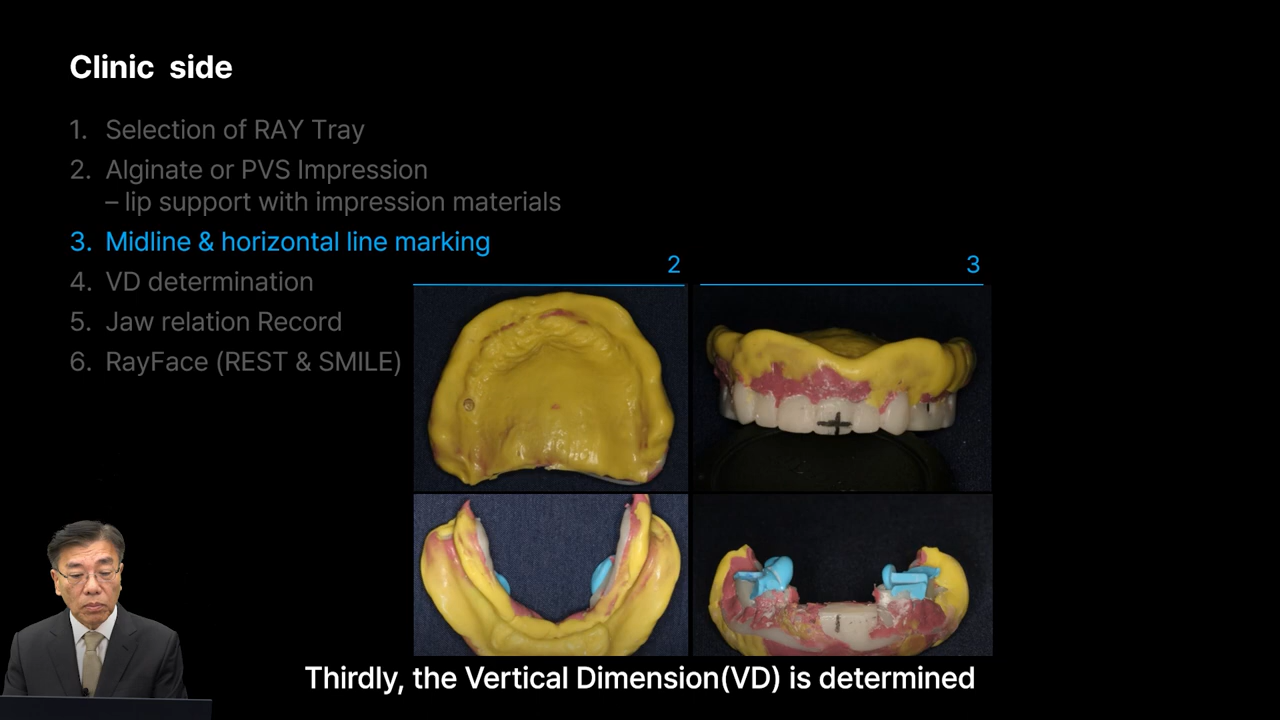 Clinic side
1. Selection of RAY Tray
2. Alginate or PVS Impression
– lip support with impression materials
3. Midline & horizontal line marking
4. VD determination
5. Jaw relation Record
6. RayFace (REST & SMILE)
2
3
Thirdly, the Vertical Dimension(VD) is determined